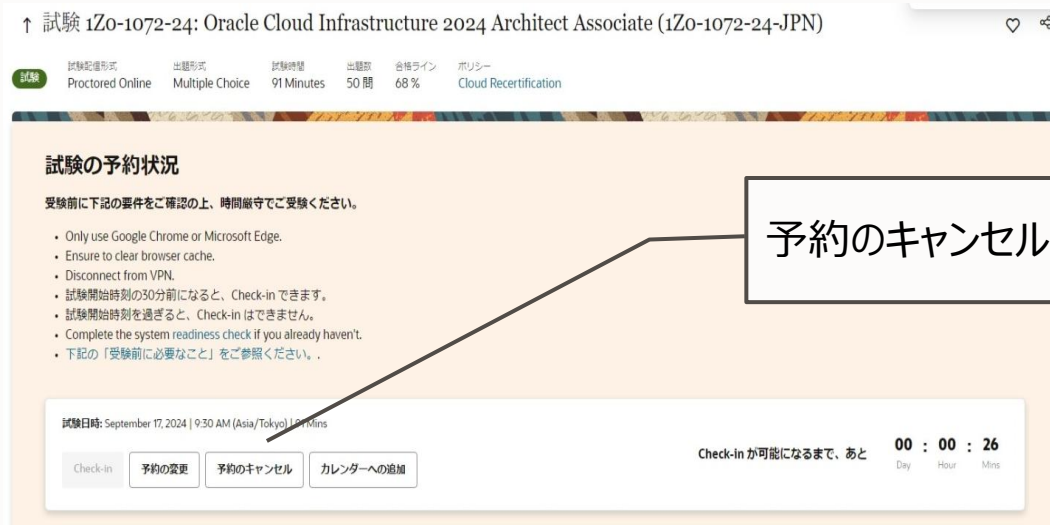 ↑ 試験 1Z0-1072-24: Oracle Cloud Infrastructure 2024 Architect Associate (1Z0-1072-24-JPN)
試験
試験配信形式 出題形式 試験時間 出題数 合格ライン ポリシー
Proctored Online Multiple Choice 91 Minutes 50 問 68 % Cloud Recertification
試験の予約状況
受験前に下記の要件をご確認の上、時間厳守でご受験ください。
• Only use Google Chrome or Microsoft Edge.
• Ensure to clear browser cache.
• Disconnect from VPN.
• 試験開始時刻の30分前になると、Check-in できます。
• 試験開始時刻を過ぎると、Check-in はできません。
• Complete the system readiness check if you already haven't.
• 下記の「受験前に必要なこと」をご参照ください。.
予約のキャンセル
試験日時: September 17, 2024 | 9:30 AM (Asia/Tokyo) | 91 Mins
Check-in 予約の変更 予約のキャンセル カレンダーへの追加
Check-in が可能になるまで、あと 00 : 00 : 26
Day Hour Mins